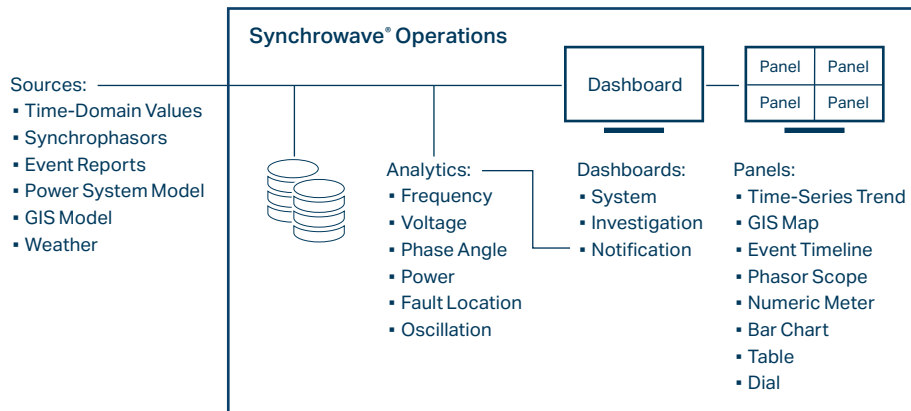 Synchrowave® Operations
Sources:
▪ Time-Domain Values
▪ Synchrophasors
▪ Event Reports
▪ Power System Model
▪ GIS Model
▪ Weather
Analytics:
▪ Frequency
▪ Voltage
▪ Phase Angle
▪ Power
▪ Fault Location
▪ Oscillation
Dashboard
Dashboards:
▪ System
▪ Investigation
▪ Notification
Panel Panel
Panel Panel
Panels:
▪ Time-Series Trend
▪ GIS Map
▪ Event Timeline
▪ Phasor Scope
▪ Numeric Meter
▪ Bar Chart
▪ Table
▪ Dial